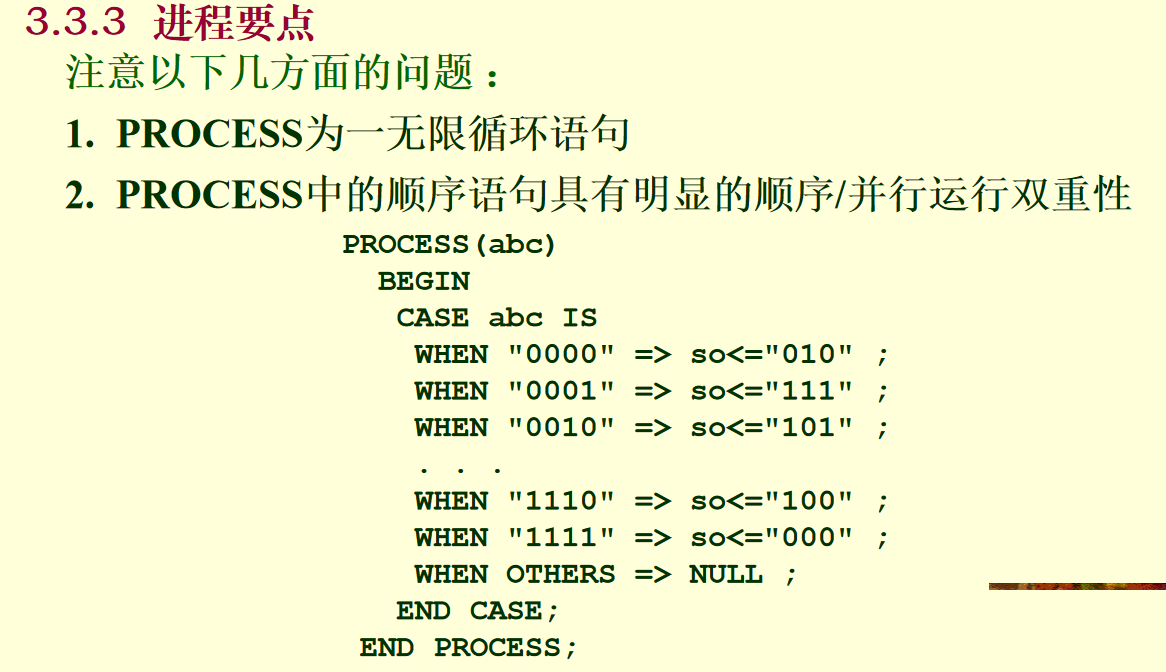 3.3.3 进程要点
注意以下几方面的问题：
1. PROCESS为一无限循环语句
2. PROCESS中的顺序语句具有明显的顺序/并行运行双重性
PROCESS(abc)
BEGIN
CASE abc IS
WHEN "0000" => so<="010" ;
WHEN "0001" => so<="111" ;
WHEN "0010" => so<="101" ;
. . .
WHEN "1110" => so<="100" ;
WHEN "1111" => so<="000" ;
WHEN OTHERS => NULL ;
END CASE;
END PROCESS;